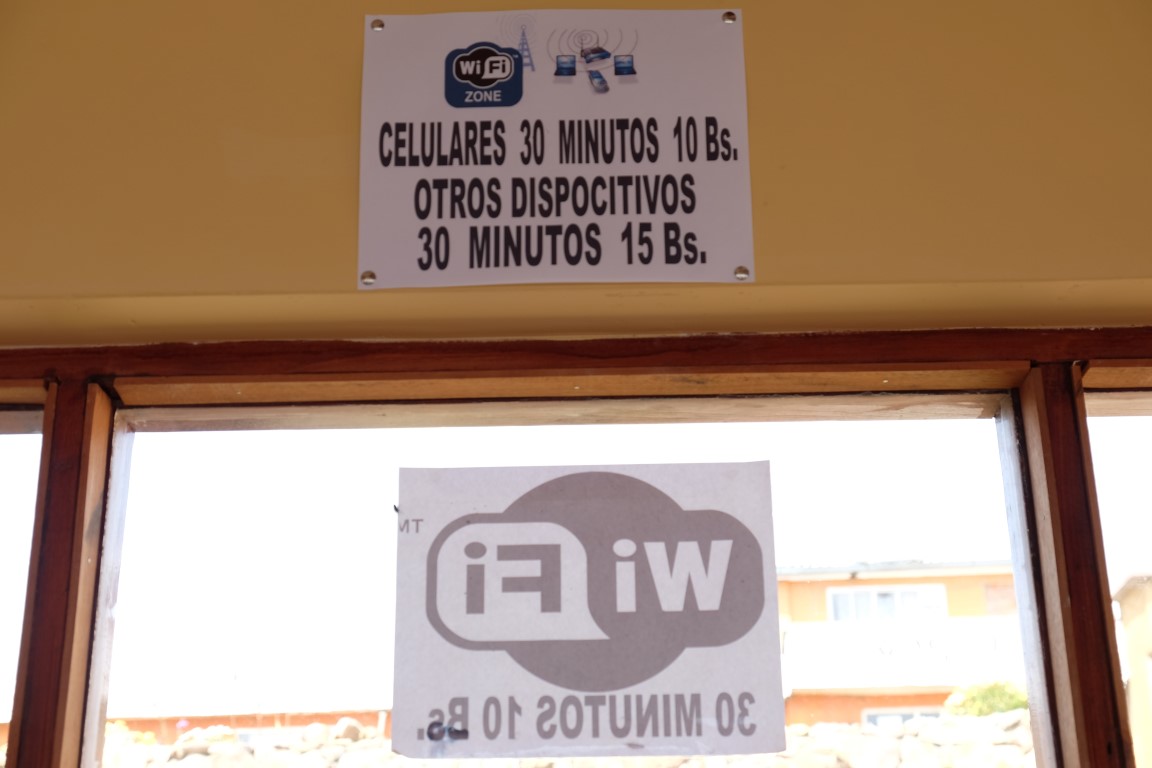 Wi Fi
ZONE
CELULARES 30 MINUTOS 10 Bs.
OTROS DISPOCITIVOS
30 MINUTOS 15 Bs.
Wi Fi TM
30 MINUTOS 10 Bs.